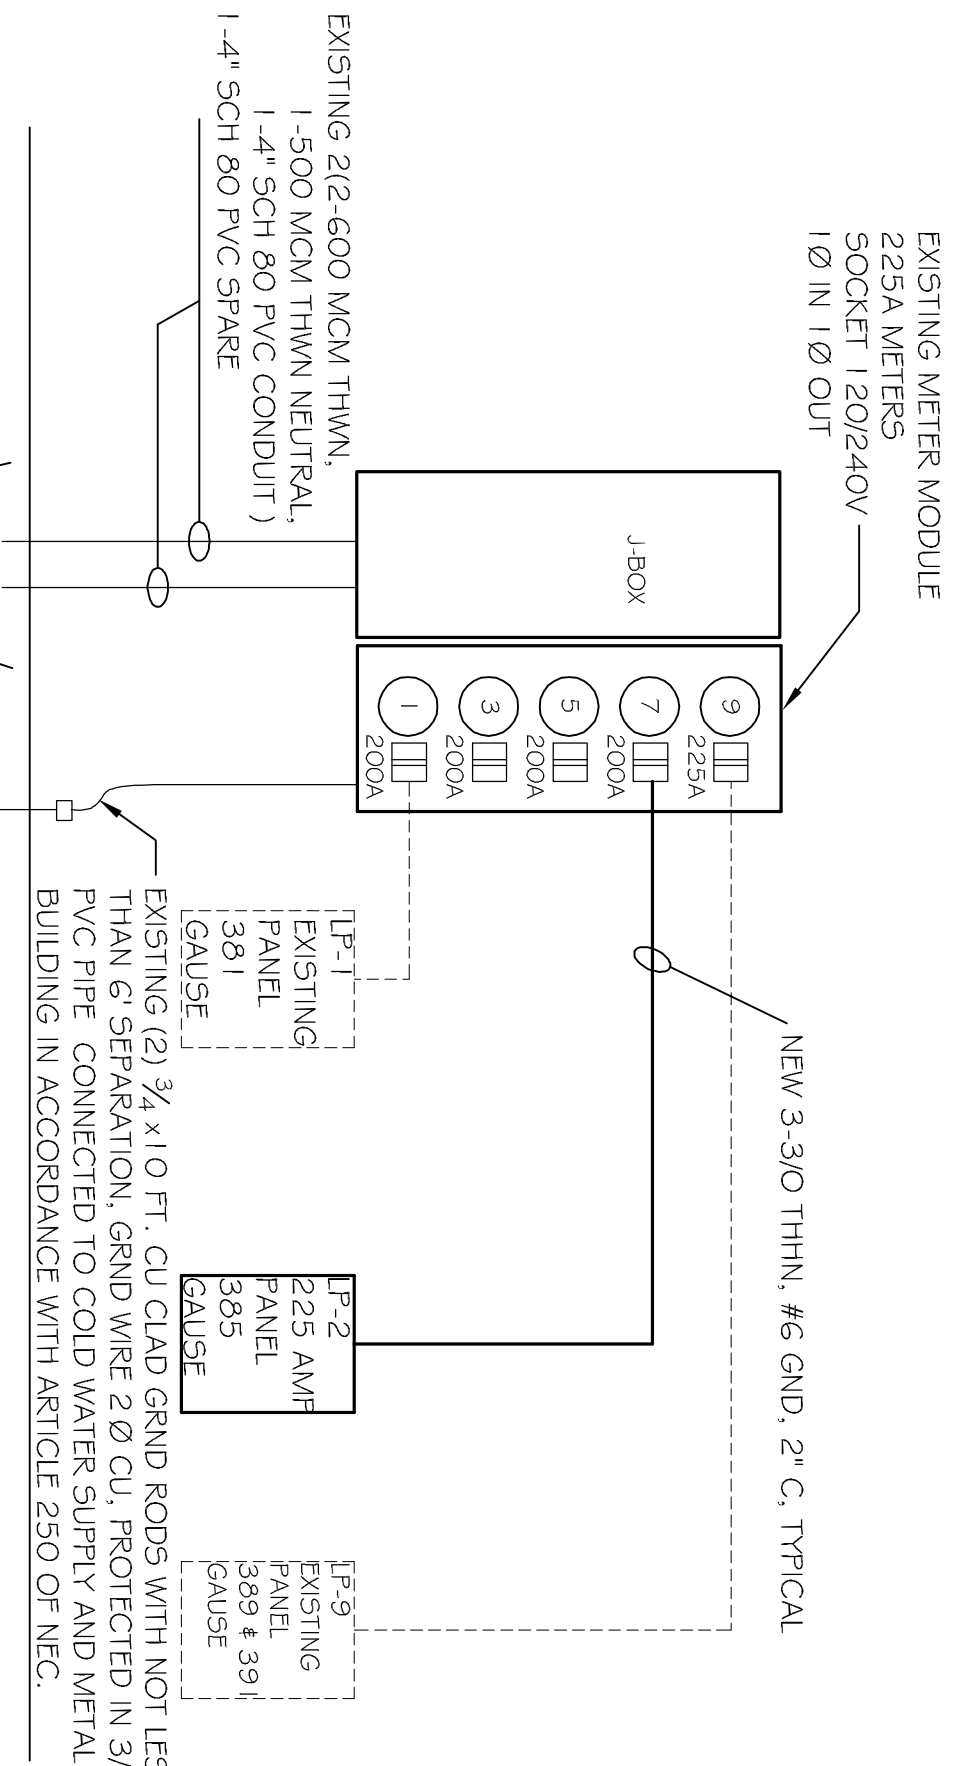 EXISTING METER MODULE
225A METERS
SOCKET 120/240V
1Ø IN 1Ø OUT
EXISTING 2(2-600 MCM THWN,
1-500 MCM THWN NEUTRAL,
1-4" SCH 80 PVC CONDUIT )
1-4" SCH 80 PVC SPARE
J-BOX
9
225A
7
200A
5
200A
3
200A
1
200A
NEW 3-3/0 THHN, #6 GND, 2" C, TYPICAL
LP-1
EXISTING
PANEL
381
GAUSE
LP-2
225 AMP
PANEL
385
GAUSE
LP-9
EXISTING
PANEL
389 & 391
GAUSE
EXISTING (2) 3/4 x10 FT. CU CLAD GRND RODS WITH NOT LES
THAN 6' SEPARATION, GRND WIRE 2Ø CU, PROTECTED IN 3/
PVC PIPE CONNECTED TO COLD WATER SUPPLY AND METAL
BUILDING IN ACCORDANCE WITH ARTICLE 250 OF NEC.